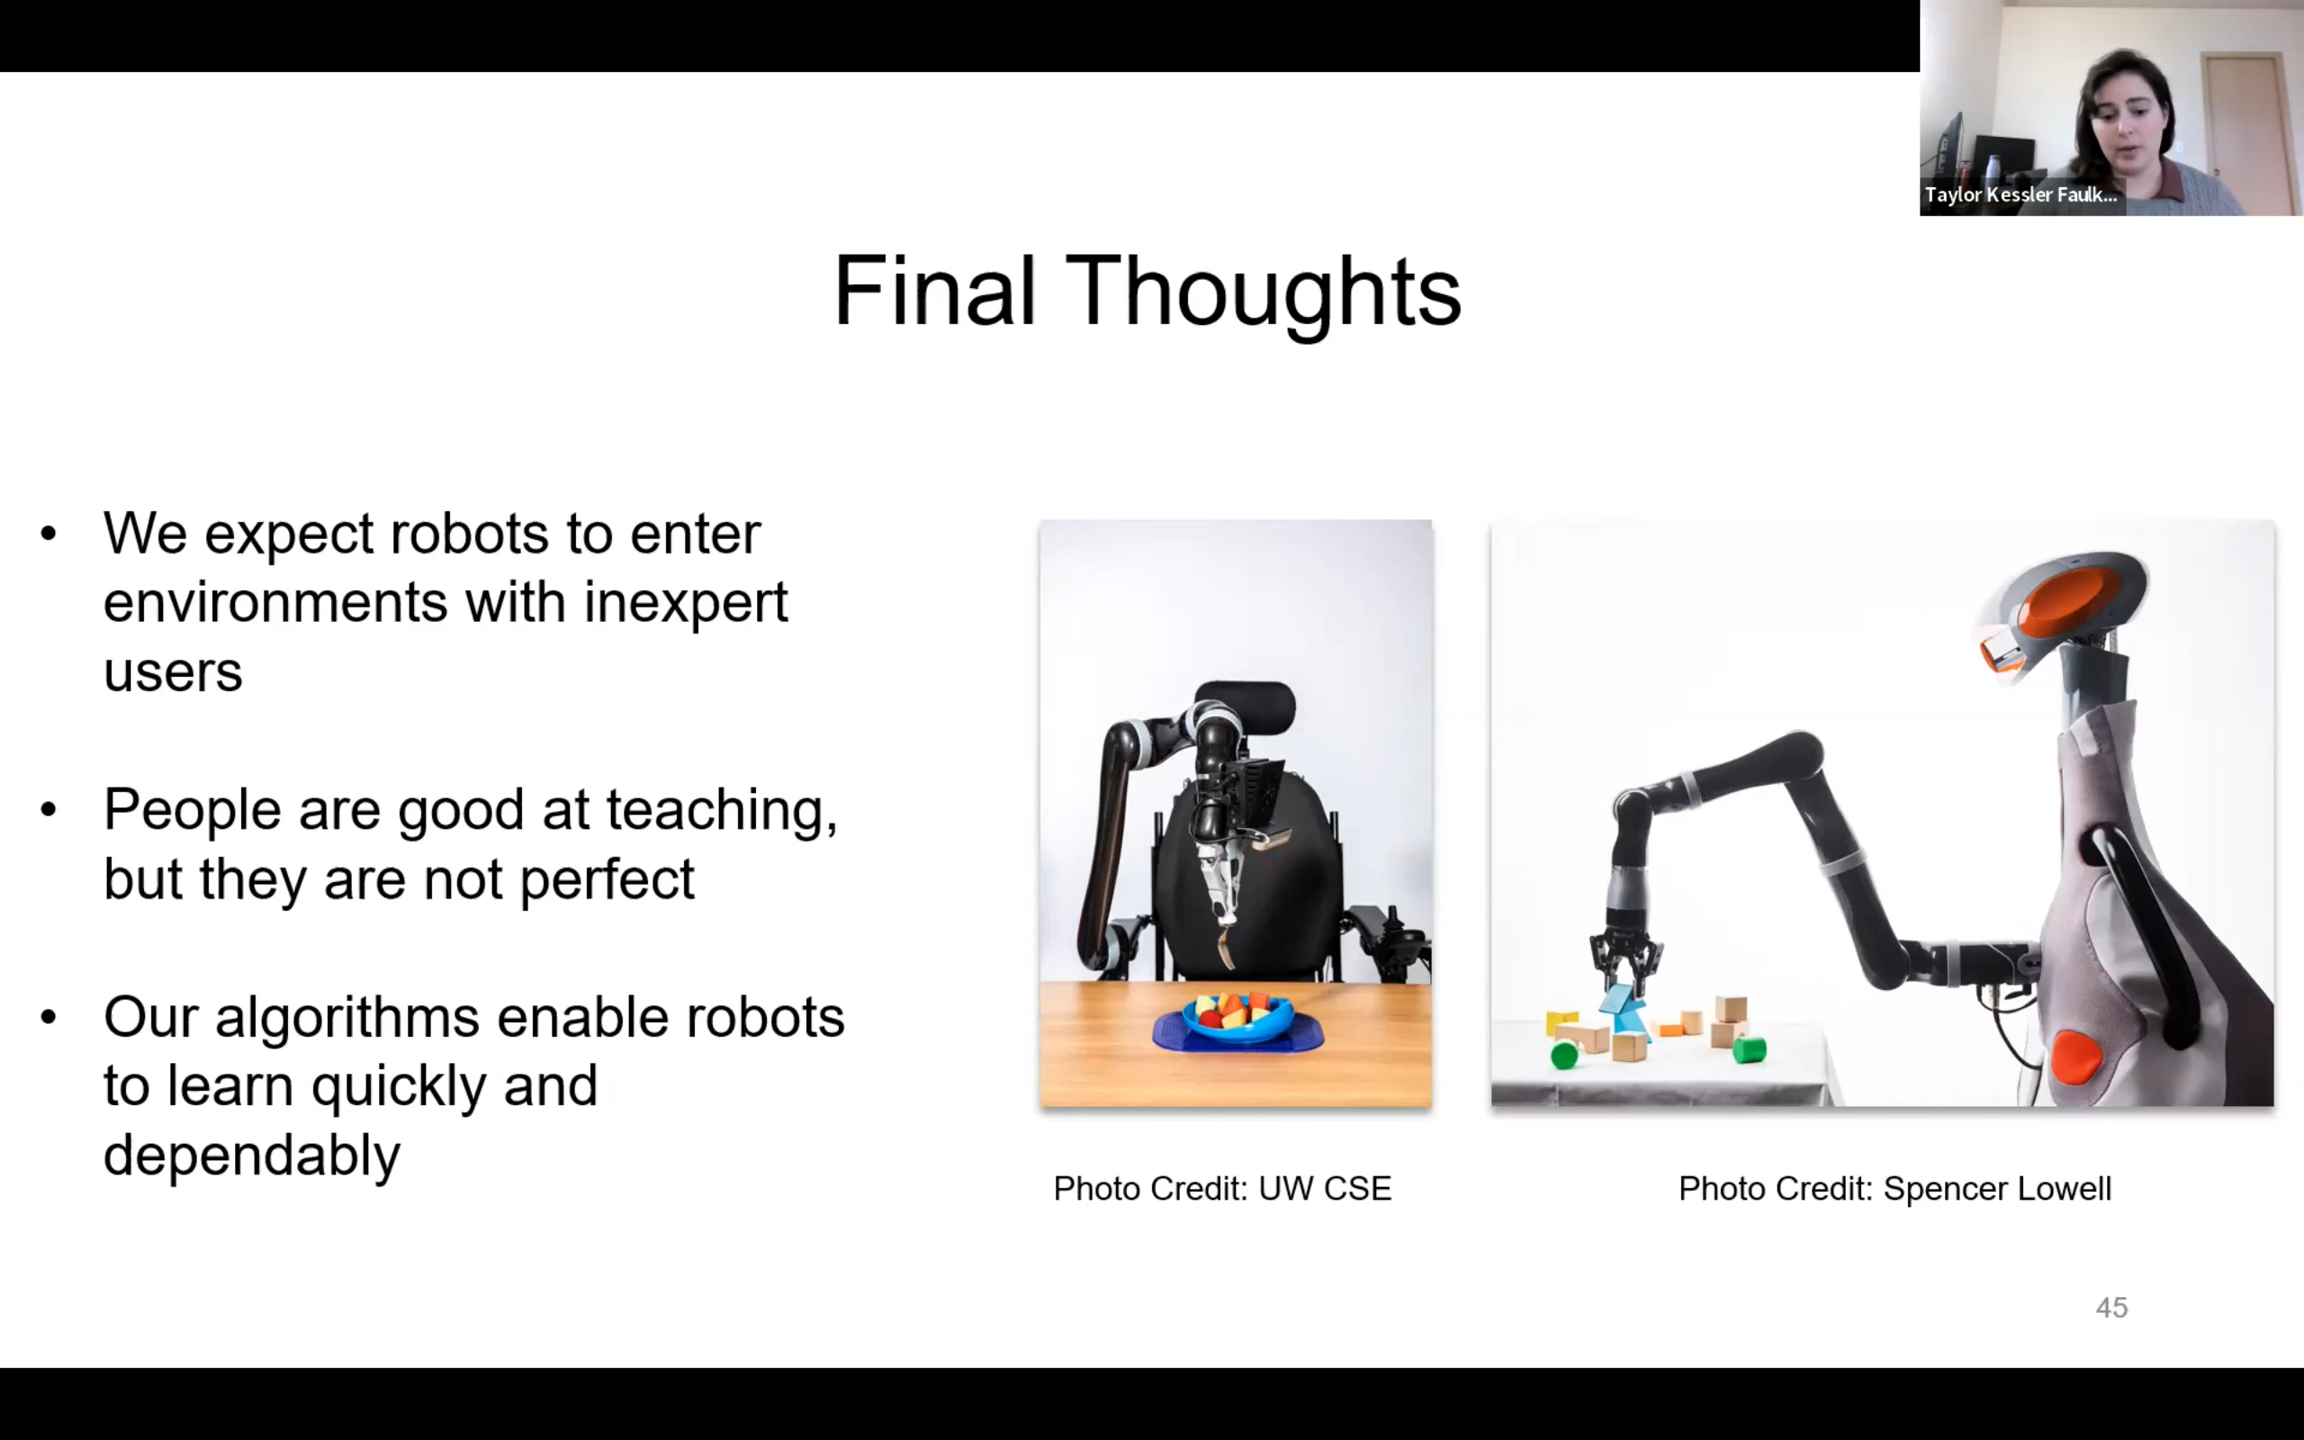 Taylor Kessler Faulk...
Final Thoughts
• We expect robots to enter
environments with inexpert
users
• People are good at teaching,
but they are not perfect
• Our algorithms enable robots
to learn quickly and
dependably
Photo Credit: UW CSE
Photo Credit: Spencer Lowell
45